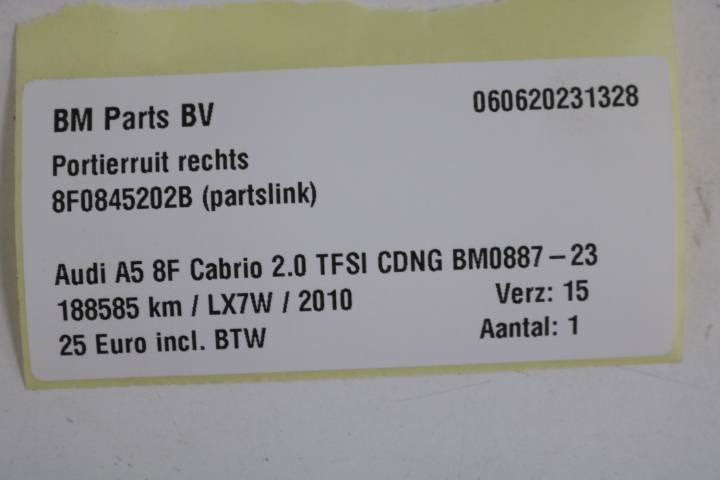 BM Parts BV 060620231328
Portierruit rechts
8F0845202B (partslink)
Audi A5 8F Cabrio 2.0 TFSI CDNG BM0887-23
188585 km / LX7W / 2010 Verz: 15
25 Euro incl. BTW Aantal: 1